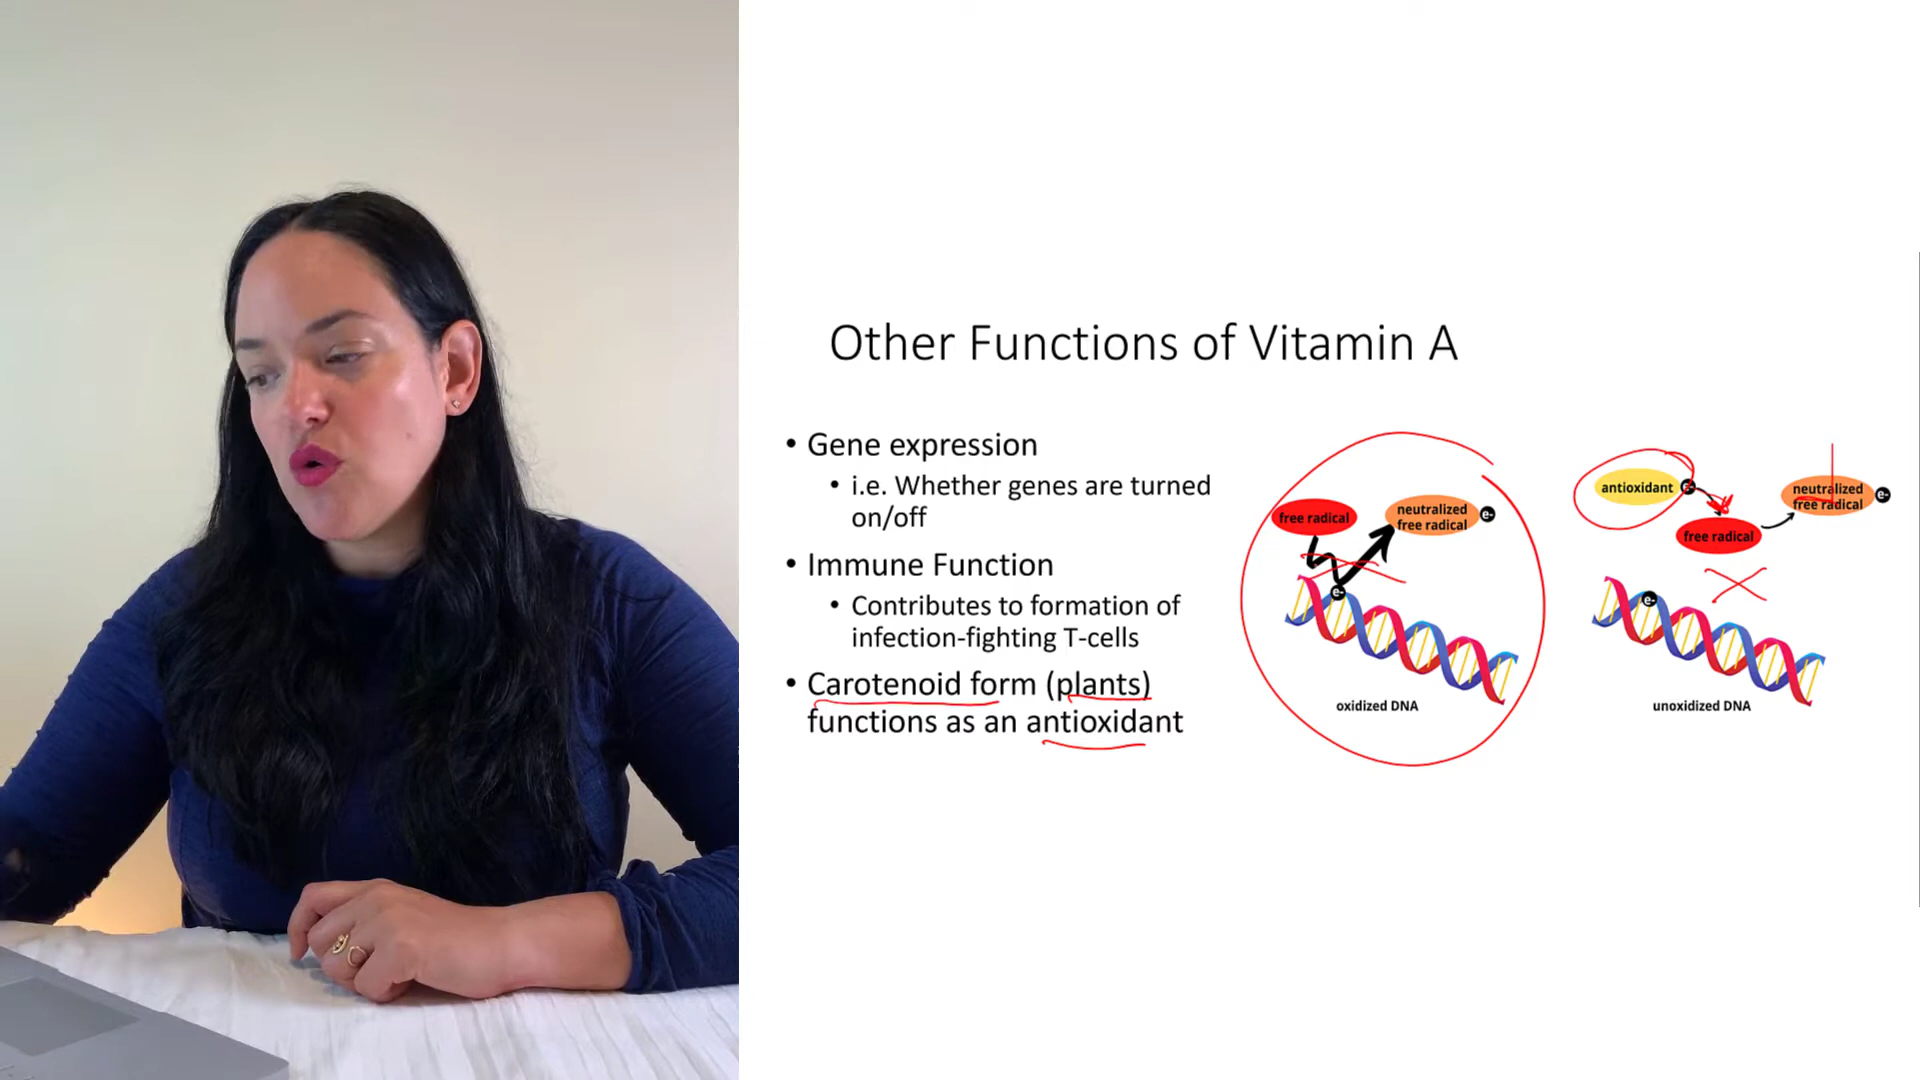 Other Functions of Vitamin A
• Gene expression
• i.e. Whether genes are turned
on/off
• Immune Function
• Contributes to formation of
infection-fighting T-cells
• Carotenoid form (plants)
functions as an antioxidant
free radical
neutralized
free radical
e-
e-
oxidized DNA
antioxidant
e-
free radical
neutralized
free radical
e-
e-
unoxidized DNA